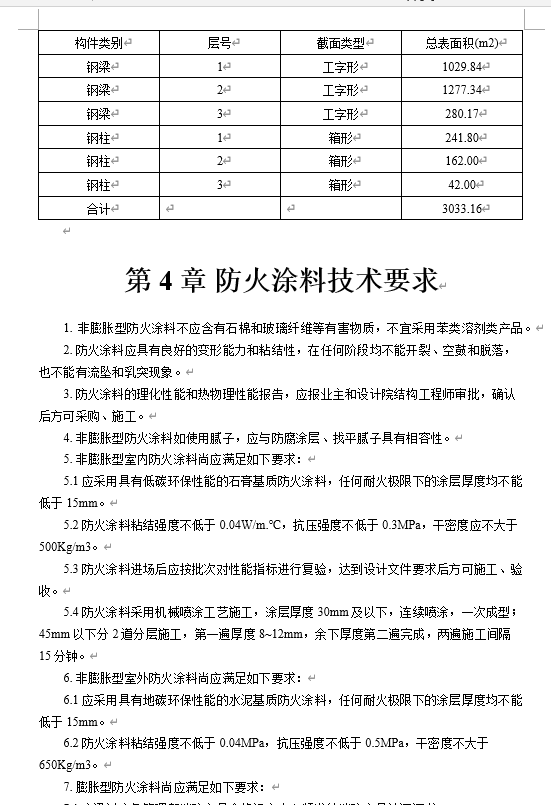 构件类别 层号 截面类型 总表面积(m2)
钢梁 1 工字形 1029.84
钢梁 2 工字形 1277.34
钢梁 3 工字形 280.17
钢柱 1 箱形 241.80
钢柱 2 箱形 162.00
钢柱 3 箱形 42.00
合计 3033.16
第 4 章 防火涂料技术要求
1. 非膨胀型防火涂料不应含有石棉和玻璃纤维等有害物质，不宜采用苯类溶剂类产品。
2. 防火涂料应具有良好的变形能力和粘结性，在任何阶段均不能开裂、空鼓和脱落，
也不能有流坠和乳突现象。
3. 防火涂料的理化性能和热物理性能报告，应报业主和设计院结构工程师审批，确认
后方可采购、施工。
4. 非膨胀型防火涂料如使用腻子，应与防腐涂层、找平腻子具有相容性。
5. 非膨胀型室内防火涂料尚应满足如下要求：
5.1 应采用具有低碳环保性能的石膏基质防火涂料，任何耐火极限下的涂层厚度均不能
低于 15mm。
5.2 防火涂料粘结强度不低于 0.04W/m.℃，抗压强度不低于 0.3MPa，干密度应不大于
500Kg/m3。
5.3 防火涂料进场后应按批次对性能指标进行复验，达到设计文件要求后方可施工、验
收。
5.4 防火涂料采用机械喷涂工艺施工，涂层厚度 30mm 及以下，连续喷涂，一次成型；
45mm 以下分 2 道分层施工，第一遍厚度 8~12mm，余下厚度第二遍完成，两遍施工间隔
15 分钟。
6. 非膨胀型室外防火涂料尚应满足如下要求：
6.1 应采用具有地碳环保性能的水泥基质防火涂料，任何耐火极限下的涂层厚度均不能
低于 15mm。
6.2 防火涂料粘结强度不低于 0.04MPa，抗压强度不低于 0.5MPa，干密度不大于
650Kg/m3。
7. 膨胀型防火涂料尚应满足如下要求：